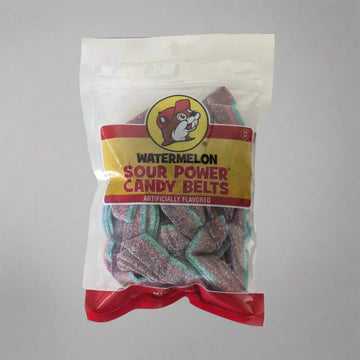 WATERMELON
SOUR POWER
CANDY BELTS
ARTIFICIALLY FLAVORED